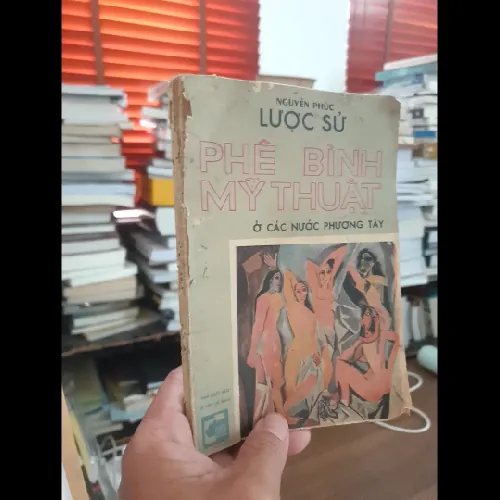 NGUYỄN PHÚC
LƯỢC SỬ
PHÊ BÌNH
MỸ THUẬT
Ở CÁC NƯỚC PHƯƠNG TÂY